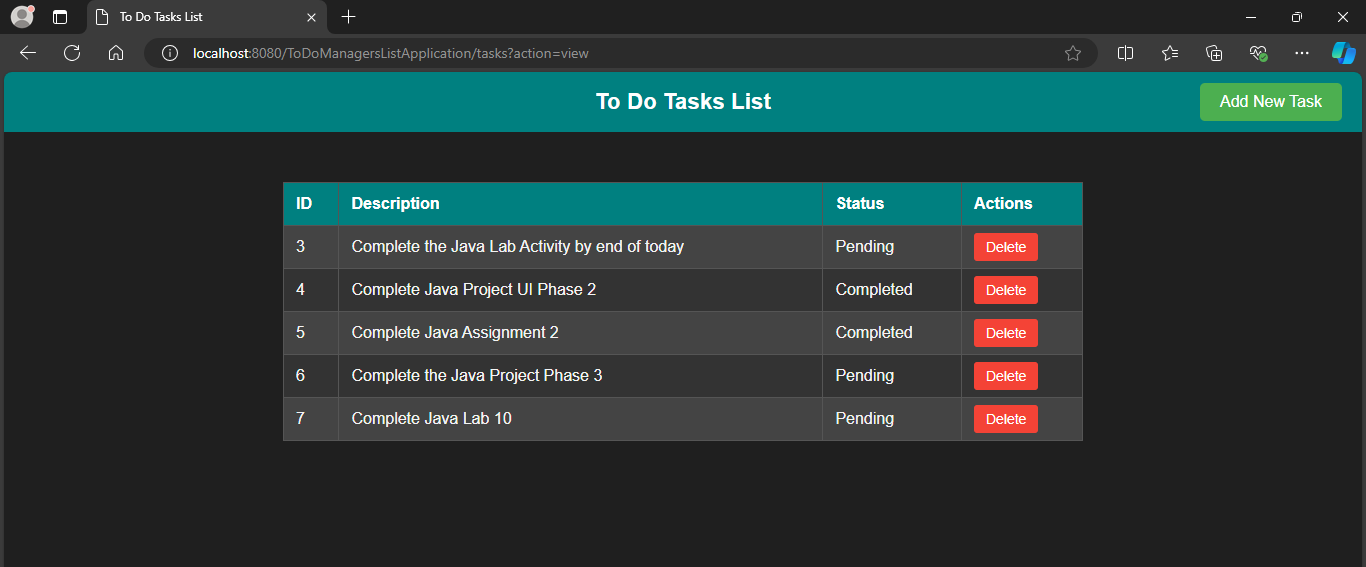 To Do Tasks List
localhost:8080/ToDoManagersListApplication/tasks?action=view
To Do Tasks List Add New Task
ID Description Status Actions
3 Complete the Java Lab Activity by end of today Pending Delete
4 Complete Java Project UI Phase 2 Completed Delete
5 Complete Java Assignment 2 Completed Delete
6 Complete the Java Project Phase 3 Pending Delete
7 Complete Java Lab 10 Pending Delete